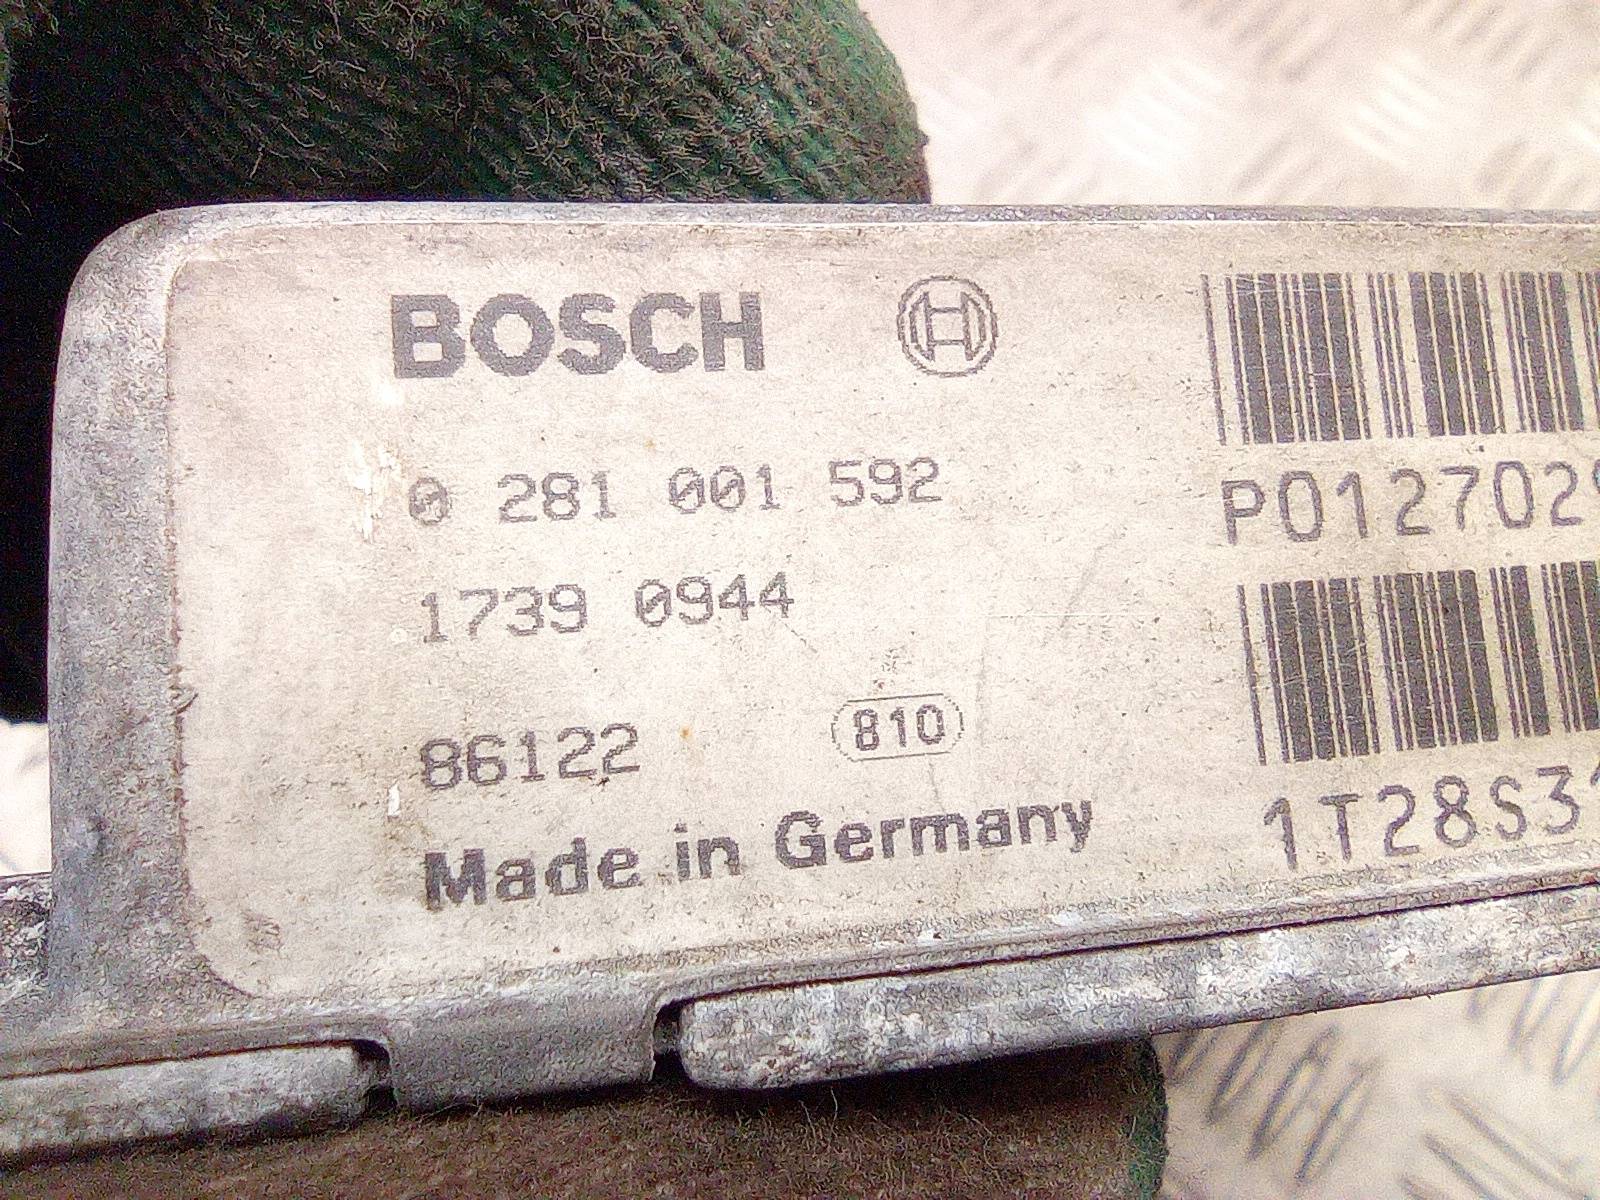 BOSCH
0 281 001 592
1739 0944
86122 810
Made in Germany
P012702
1T28S3